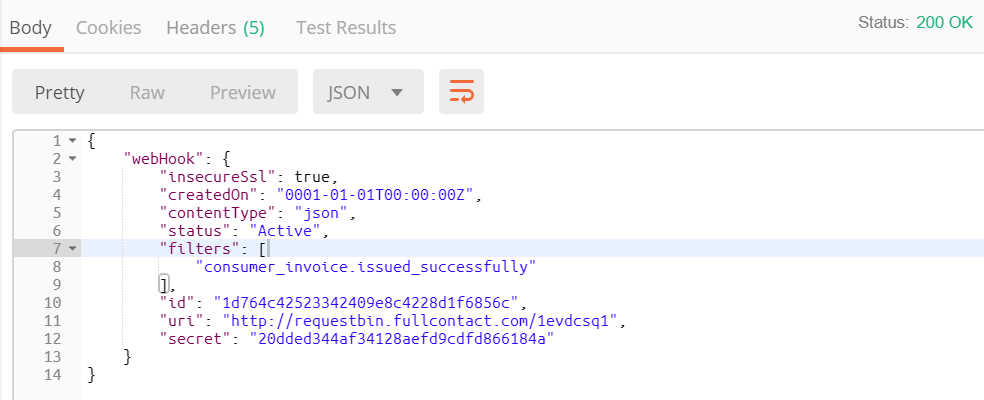 Body Cookies Headers (5) Test Results Status: 200 OK
Pretty Raw Preview JSON
1 {
2 "webHook": {
3 "insecureSsl": true,
4 "createdOn": "0001-01-01T00:00:00Z",
5 "contentType": "json",
6 "status": "Active",
7 "filters": [
8 "consumer_invoice.issued_successfully"
9 ],
10 "id": "1d764c42523342409e8c4228d1f6856c",
11 "uri": "http://requestbin.fullcontact.com/1evdcsq1",
12 "secret": "20dded344af34128aefd9cdfd866184a"
13 }
14 }